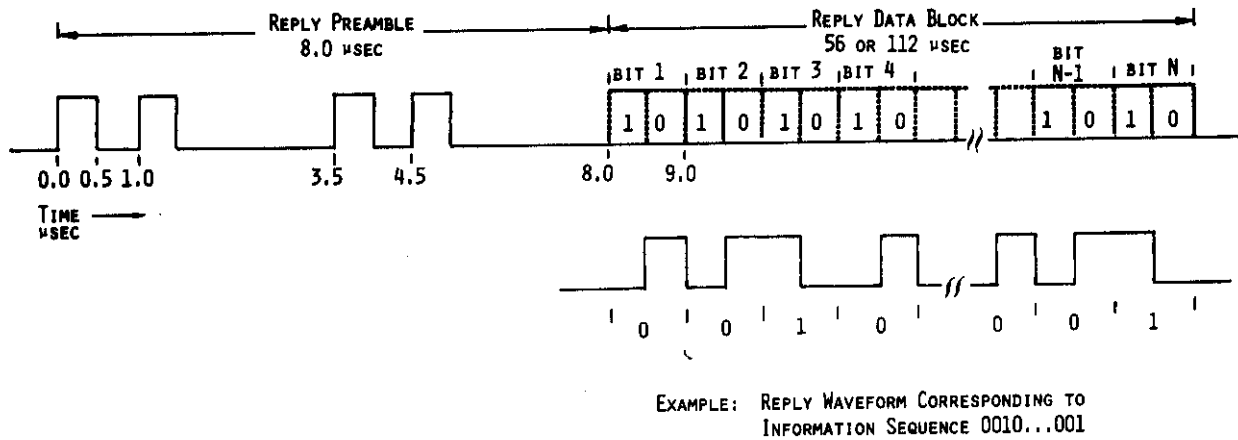 REPLY PREAMBLE
8.0 μSEC
REPLY DATA BLOCK
56 OR 112 μSEC
BIT 1 BIT 2 BIT 3 BIT 4 BIT N-1 BIT N
1 0 1 0 1 0 1 0 1 0 1 0
0.0 0.5 1.0 3.5 4.5 8.0 9.0
TIME
μSEC
0 0 1 0 0 0 1
EXAMPLE: REPLY WAVEFORM CORRESPONDING TO
INFORMATION SEQUENCE 0010...001